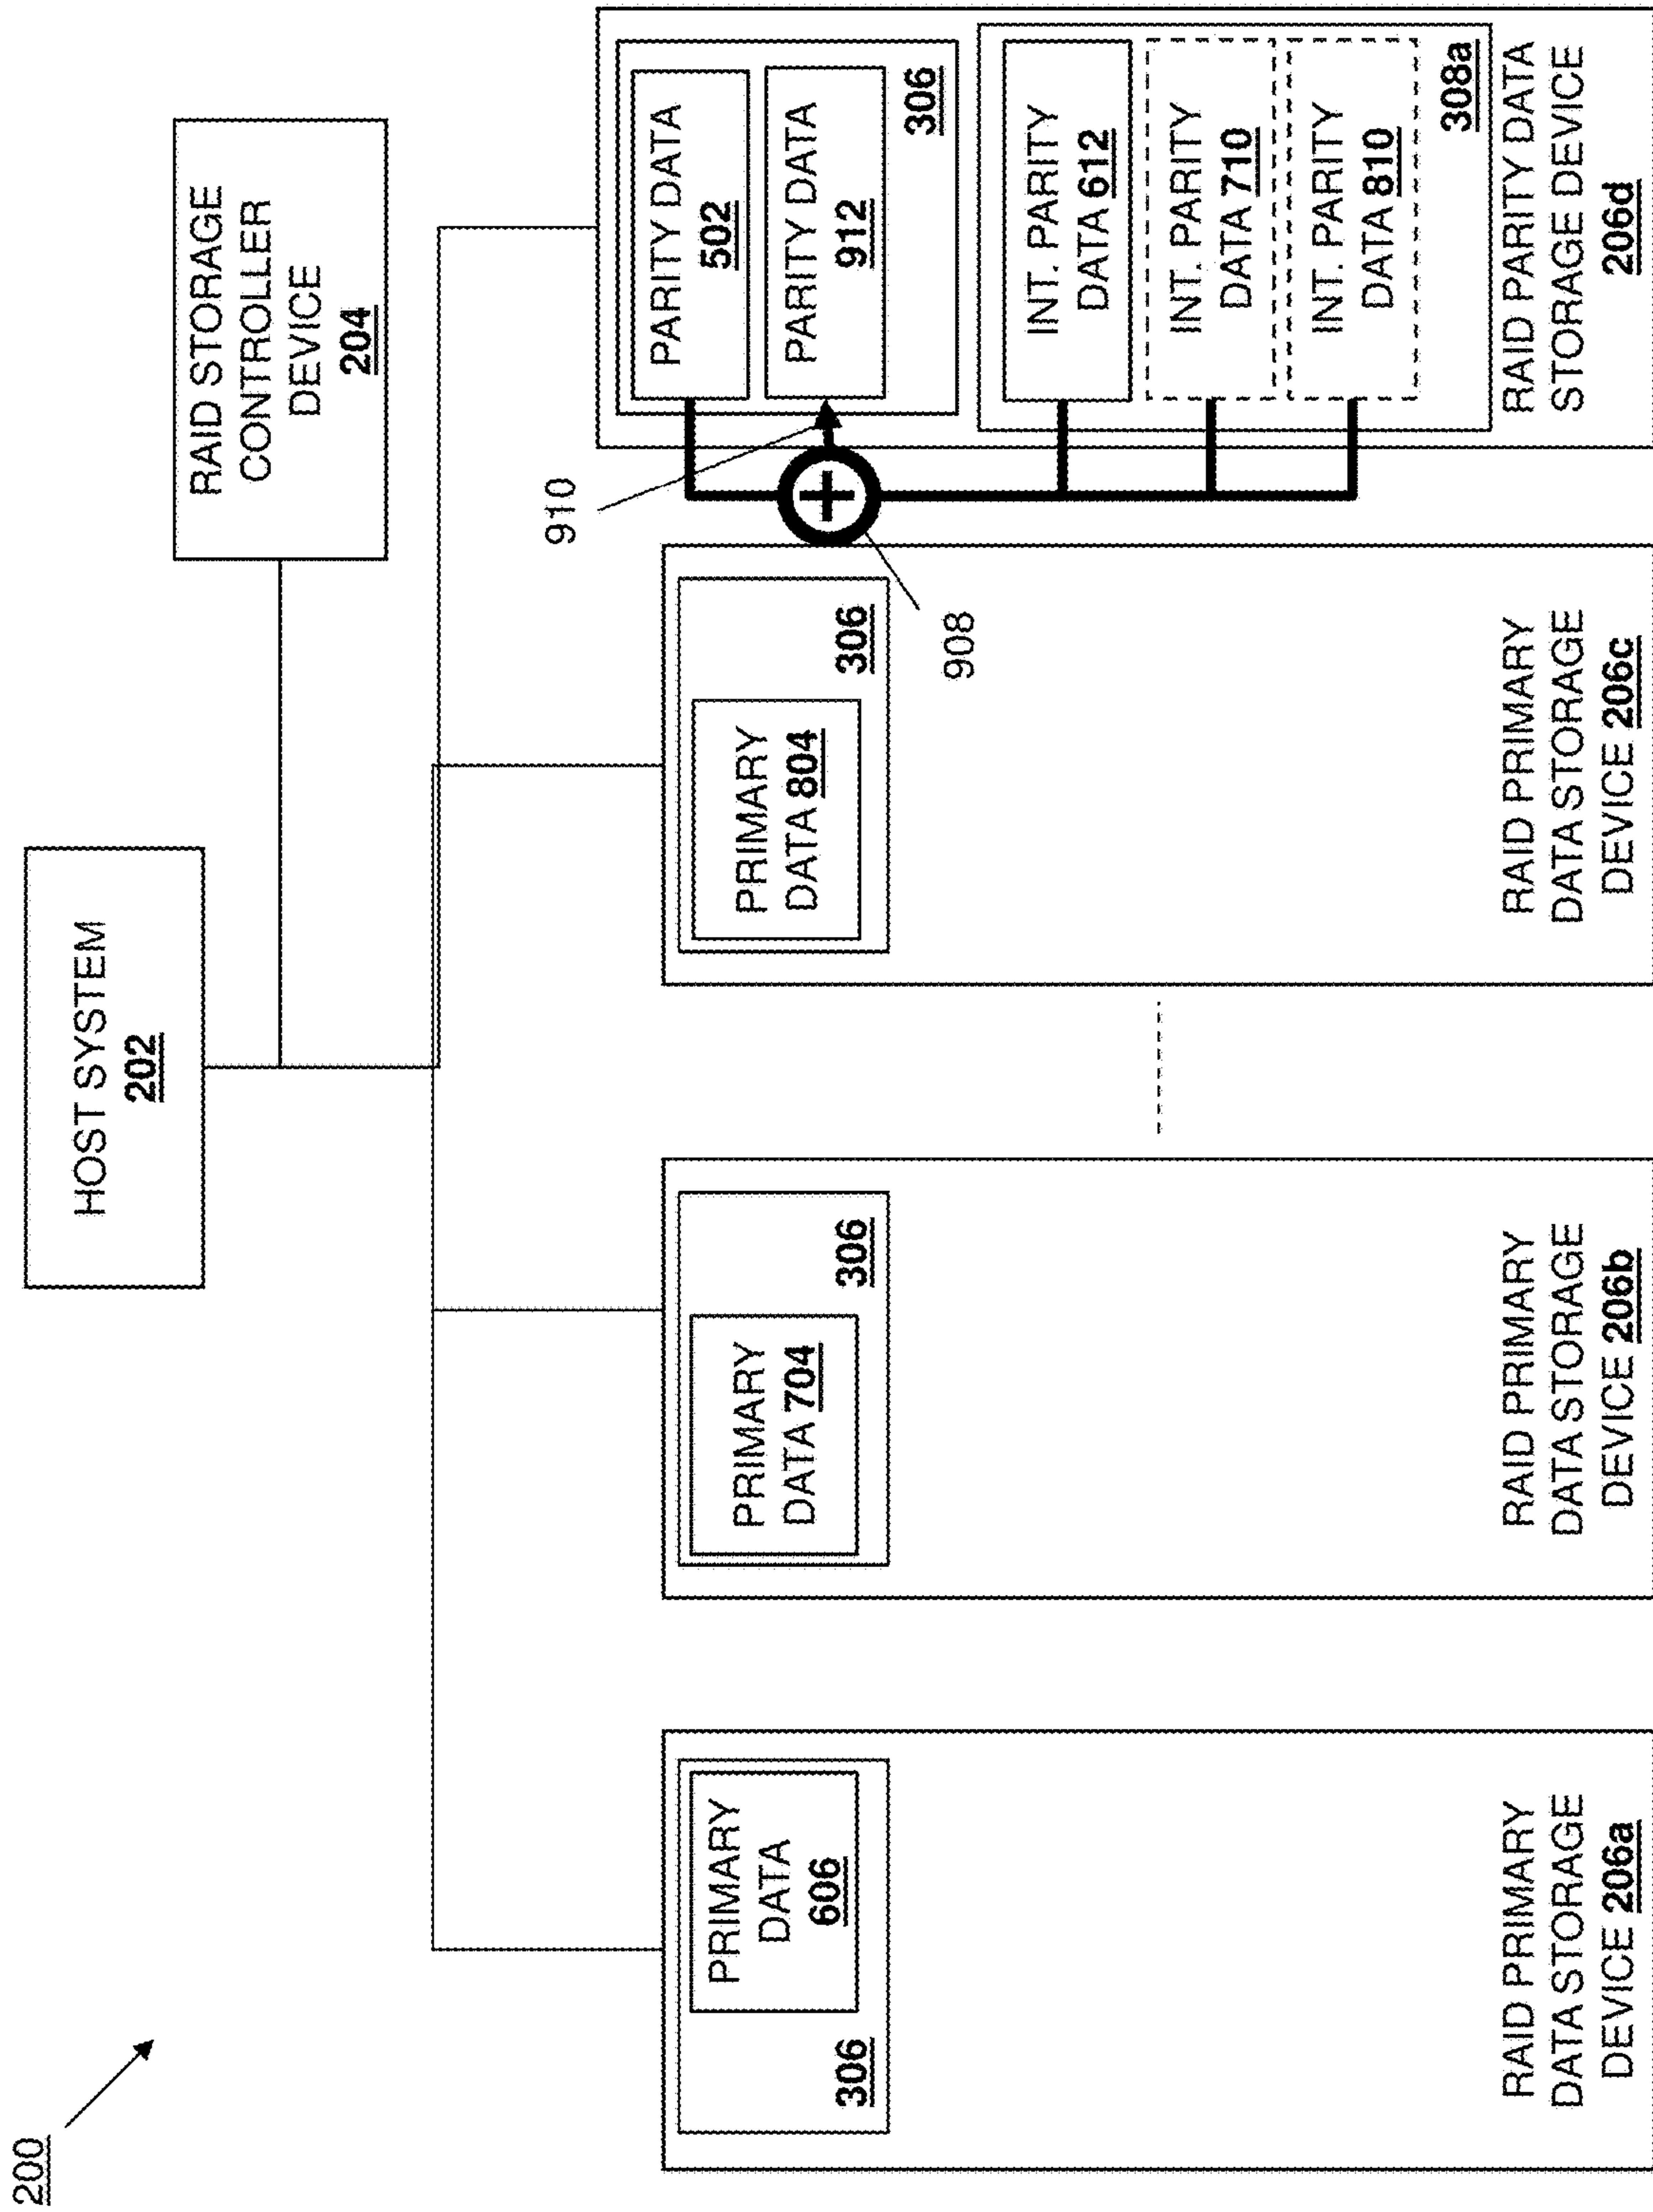 200
HOST SYSTEM
202
RAID STORAGE
CONTROLLER
DEVICE
204
306
PRIMARY
DATA
606
RAID PRIMARY
DATA STORAGE
DEVICE 206a
PRIMARY
DATA 704
306
RAID PRIMARY
DATA STORAGE
DEVICE 206b
PRIMARY
DATA 804
306
RAID PRIMARY
DATA STORAGE
DEVICE 206c
908
910
PARITY DATA
502
PARITY DATA
912
306
INT. PARITY
DATA 612
INT. PARITY
DATA 710
INT. PARITY
DATA 810
308a
RAID PARITY DATA
STORAGE DEVICE
206d